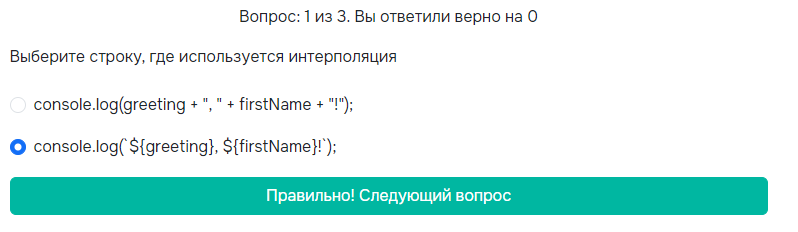 Вопрос: 1 из 3. Вы ответили верно на 0
Выберите строку, где используется интерполяция
console.log(greeting + ", " + firstName + "!");
console.log(`${greeting}, ${firstName}!`);
Правильно! Следующий вопрос